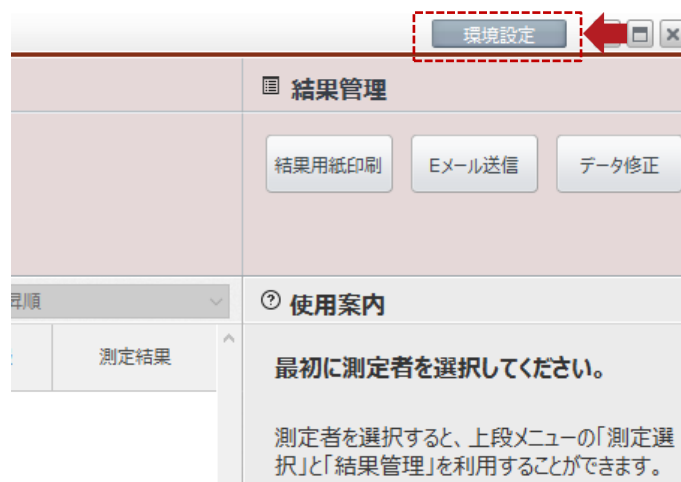 環境設定
結果管理
結果用紙印刷
Eメール送信
データ修正
昇順
使用案内
測定結果
最初に測定者を選択してください。
測定者を選択すると、上段メニューの「測定選
択」と「結果管理」を利用することができます。